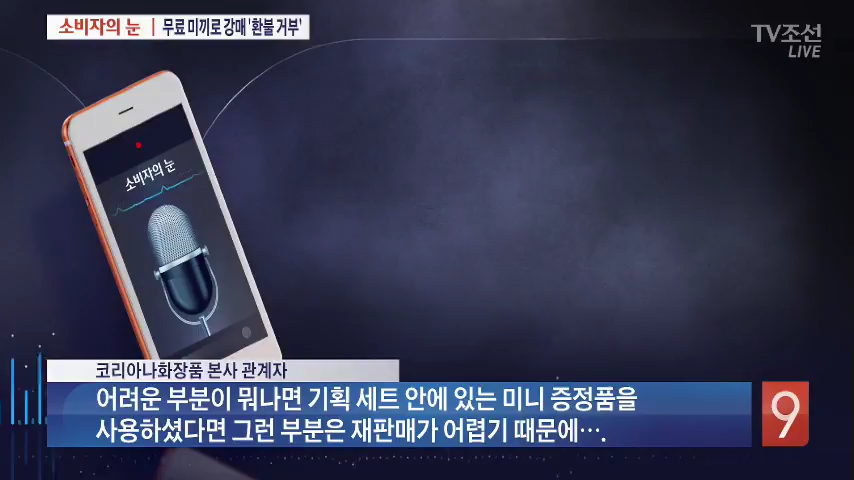 소비자의 눈 | 무료 미끼로 강매 '환불 거부'
TV조선
LIVE
소비자의 눈
코리아나화장품 본사 관계자
어려운 부분이 뭐냐면 기획 세트 안에 있는 미니 증정품을
사용하셨다면 그런 부분은 재판매가 어렵기 때문에….
9